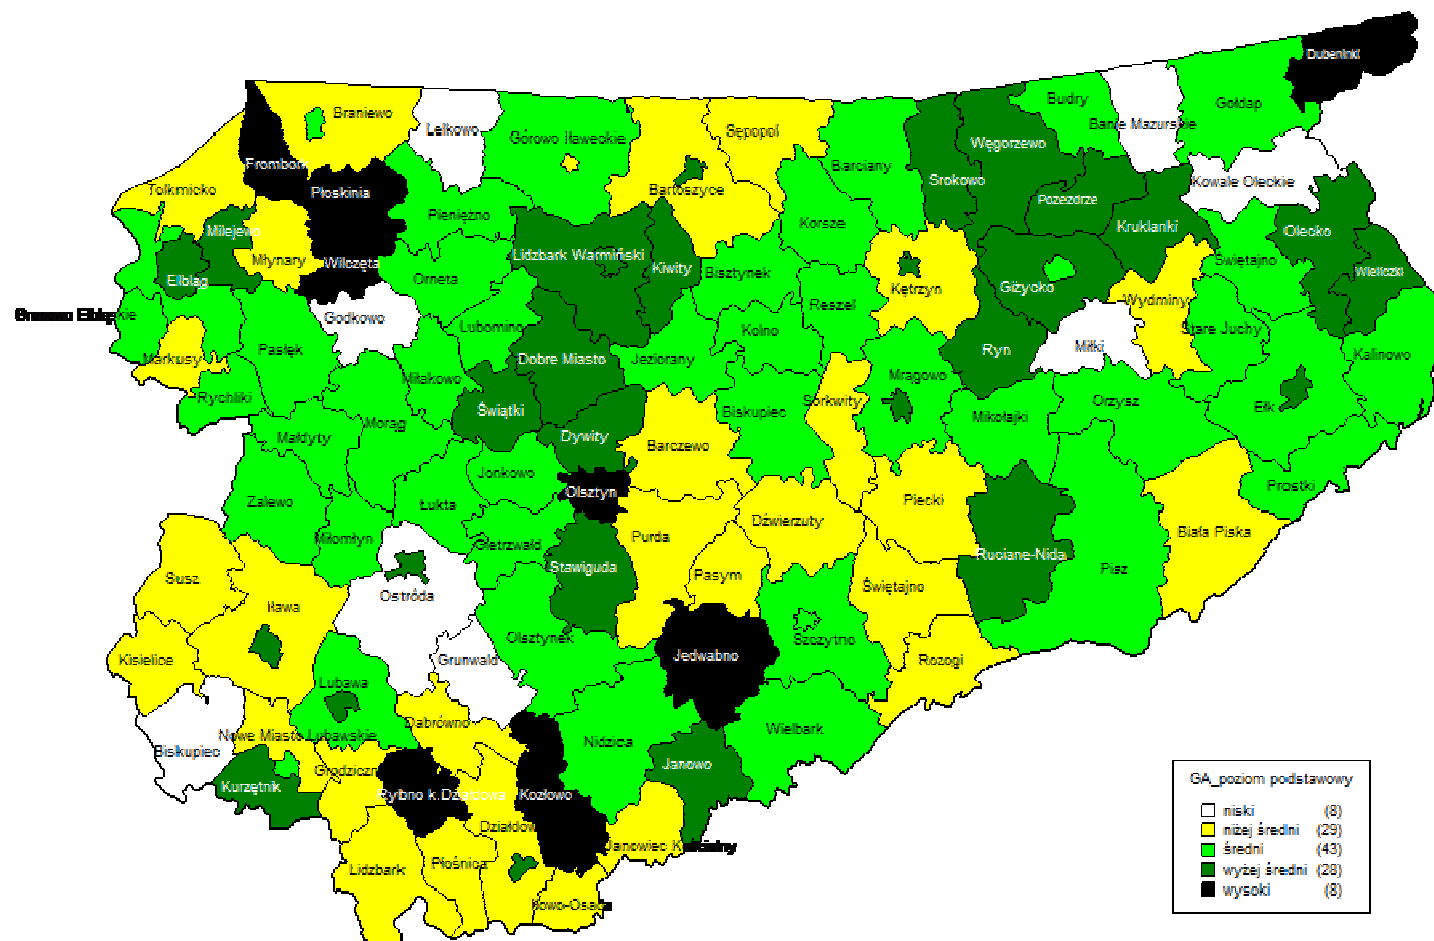 Dubeninki
Gołdap
Budry
Banie Mazurskie
Braniewo
Lelkowo
Górowo Iławeckie
Sępopol
Barciany
Węgorzewo
Srokowo
Kowale Oleckie
Płoskinia
Tolkmicko
Bartoszyce
Pozezdrze
Pieniężno
Korsze
Kruklanki
Olecko
Milejewo
Młynary
Wilczęta
Lidzbark Warmiński
Kiwity
Bisztynek
Świętajno
Wieliczki
Elbląg
Orneta
Kętrzyn
Giżycko
Wydminy
Reszel
Godkowo
Lubomino
Kolno
Stare Juchy
Markusy
Pasłęk
Dobre Miasto
Jeziorany
Ryn
Miłki
Kalinowo
Miłakowo
Mrągowo
Rychliki
Świątki
Biskupiec
Sorkwity
Mikołajki
Orzysz
Ełk
Małdyty
Morąg
Dywity
Barczewo
Jonkowo
Olsztyn
Prostki
Zalewo
Łukta
Piecki
Dźwierzuty
Miłomłyn
Gietrzwałd
Purda
Biała Piska
Stawiguda
Ruciane-Nida
Pisz
Susz
Pasym
Świętajno
Ostróda
Iława
Olsztynek
Szczytno
Kisielice
Grunwald
Jedwabno
Rozogi
Lubawa
Dąbrówno
Wielbark
Nowe Miasto Lubawskie
Nidzica
Biskupiec
Janowo
Kurzętnik
Kozłowo
Lidzbark
Płośnica
GA_poziom podstawowy
niski (8)
niżej średni (29)
średni (43)
wyżej średni (28)
wysoki (8)